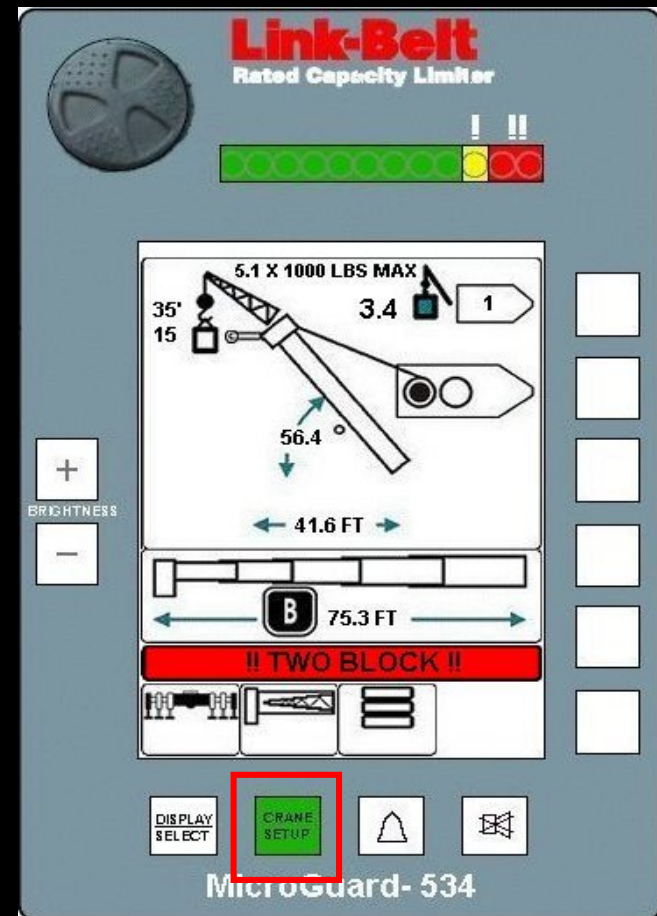 Link-Belt
Rated Capacity Limiter
! !!
5.1 X 1000 LBS MAX
35'
3.4
1
15
56.4
41.6 FT
+
BRIGHTNESS
−
B
75.3 FT
!! TWO BLOCK !!
DISPLAY
SELECT
CRANE
SETUP
MicroGuard- 534